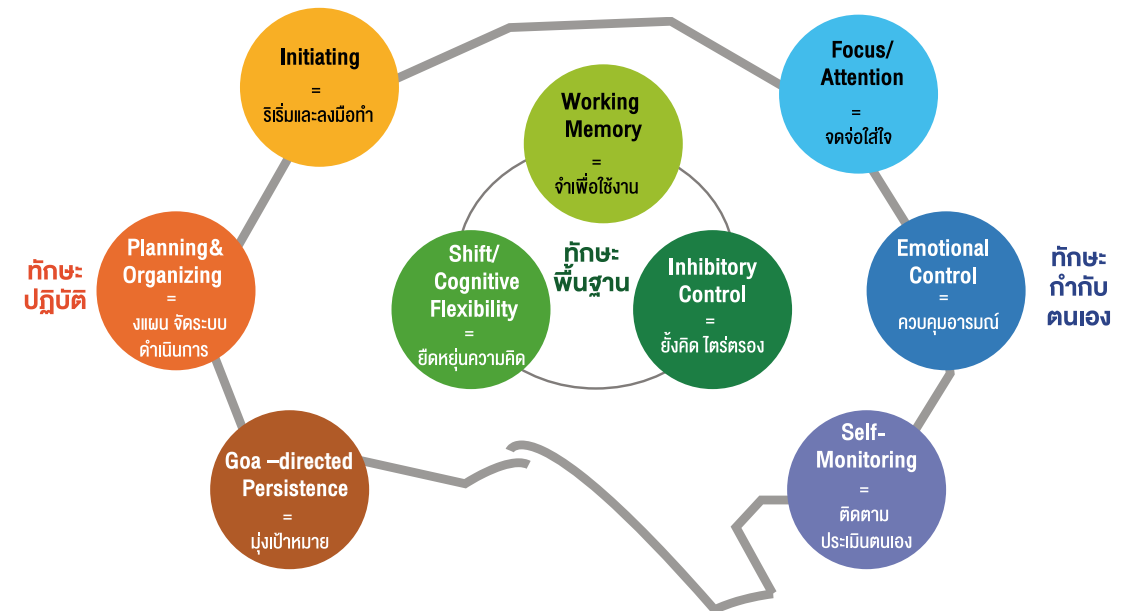 Initiating
=
ริเริ่มและลงมือทำ
Focus/
Attention
=
จดจ่อใส่ใจ
Working
Memory
=
จำเพื่อใช้งาน
ทักษะ
ปฏิบัติ
Planning&
Organizing
=
งแผน จัดระบบ
ดำเนินการ
Shift/
Cognitive
Flexibility
=
ยืดหยุ่นความคิด
ทักษะ
พื้นฐาน
Inhibitory
Control
=
ยั้งคิด ไตร่ตรอง
Emotional
Control
=
ควบคุมอารมณ์
ทักษะ
กำกับ
ตนเอง
Goa –directed
Persistence
=
มุ่งเป้าหมาย
Self-
Monitoring
=
ติดตาม
ประเมินตนเอง